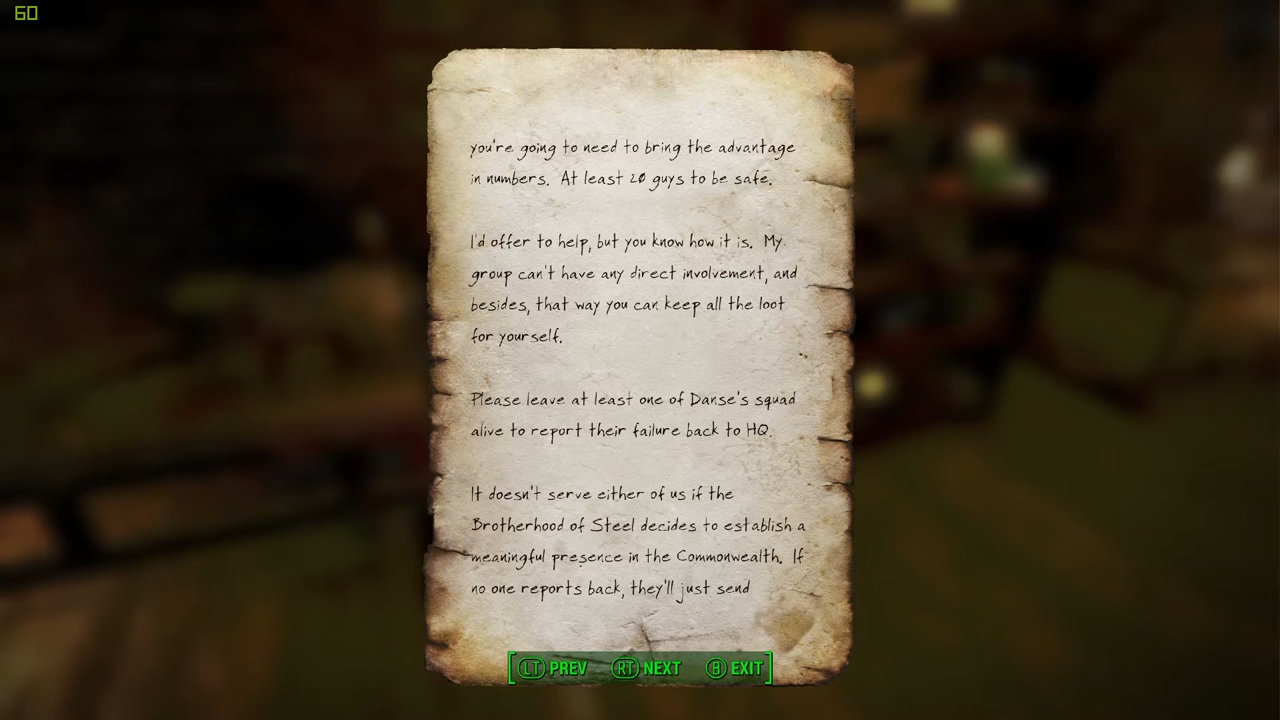 60
you're going to need to bring the advantage
in numbers. At least 20 guys to be safe.
I'd offer to help, but you know how it is. My
group can't have any direct involvement, and
besides, that way you can keep all the loot
for yourself.
Please leave at least one of Danse's squad
alive to report their failure back to HQ.
It doesn't serve either of us if the
Brotherhood of Steel decides to establish a
meaningful presence in the Commonwealth. If
no one reports back, they'll just send
LT PREV RT NEXT B EXIT